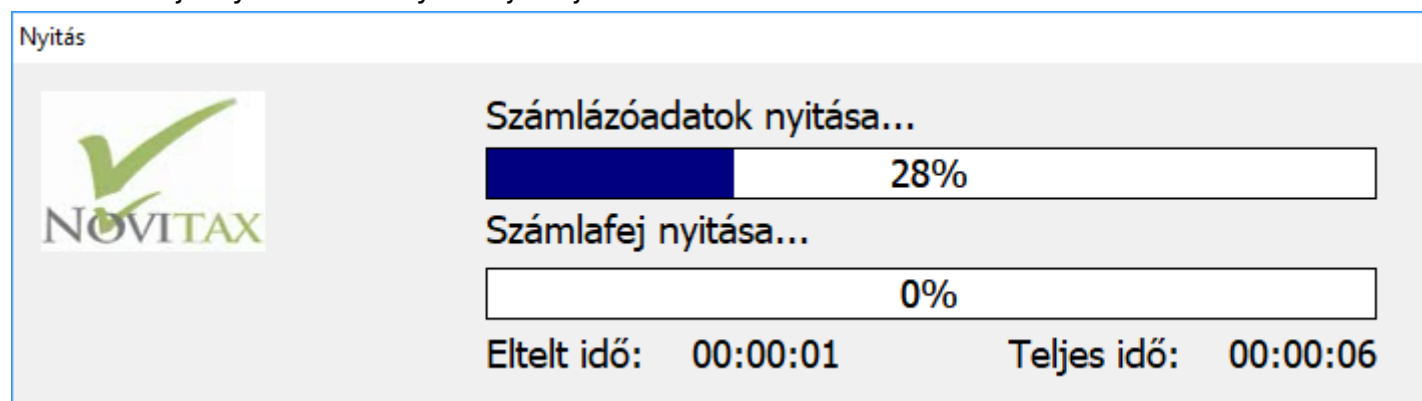 Nyitás
Számlázóadatok nyitása...
28%
NOVITAX
Számlafej nyitása...
0%
Eltelt idő: 00:00:01 Teljes idő: 00:00:06